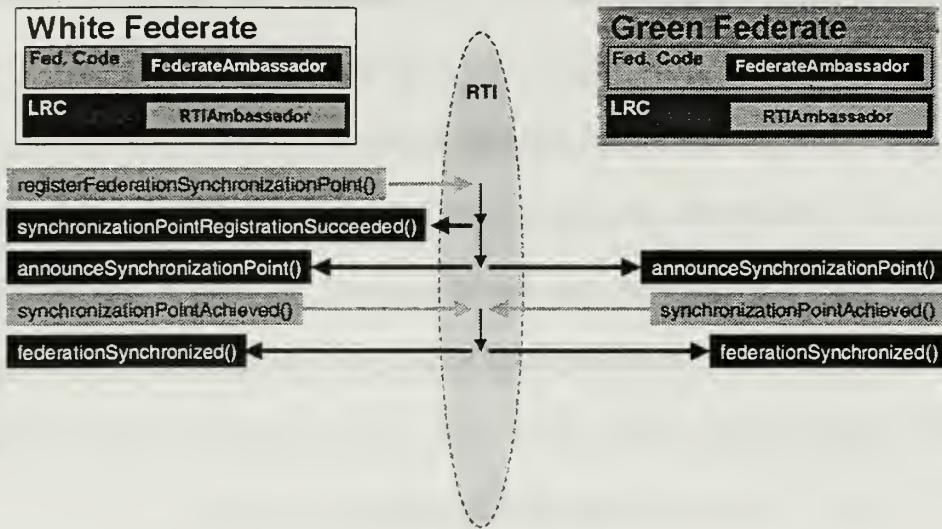 White Federate
Fed. Code
FederateAmbassador
LRC
RTIAmbassador
RTI
Green Federate
Fed. Code
FederateAmbassador
LRC
RTIAmbassador
registerFederationSynchronizationPoint()
synchronizationPointRegistrationSucceeded()
announceSynchronizationPoint()
announceSynchronizationPoint()
synchronizationPointAchieved()
synchronizationPointAchieved()
federationSynchronized()
federationSynchronized()